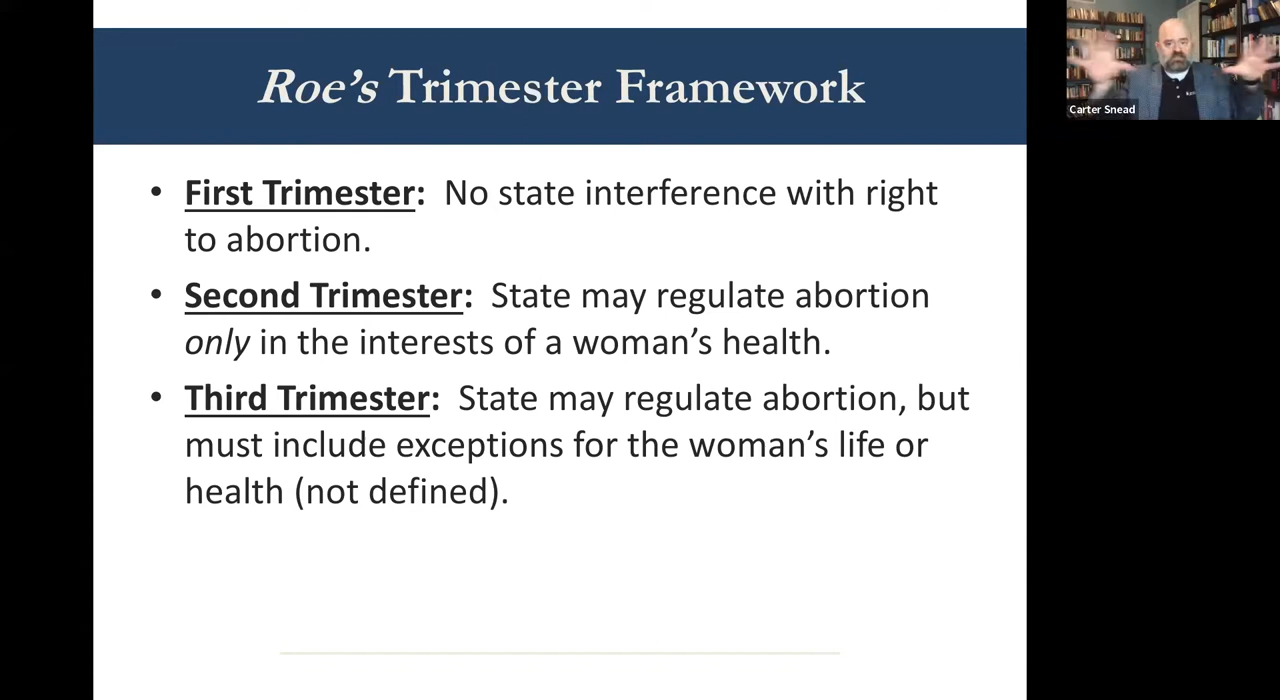 Roe's Trimester Framework
• First Trimester: No state interference with right
to abortion.
• Second Trimester: State may regulate abortion
only in the interests of a woman's health.
• Third Trimester: State may regulate abortion, but
must include exceptions for the woman's life or
health (not defined).
Carter Snead